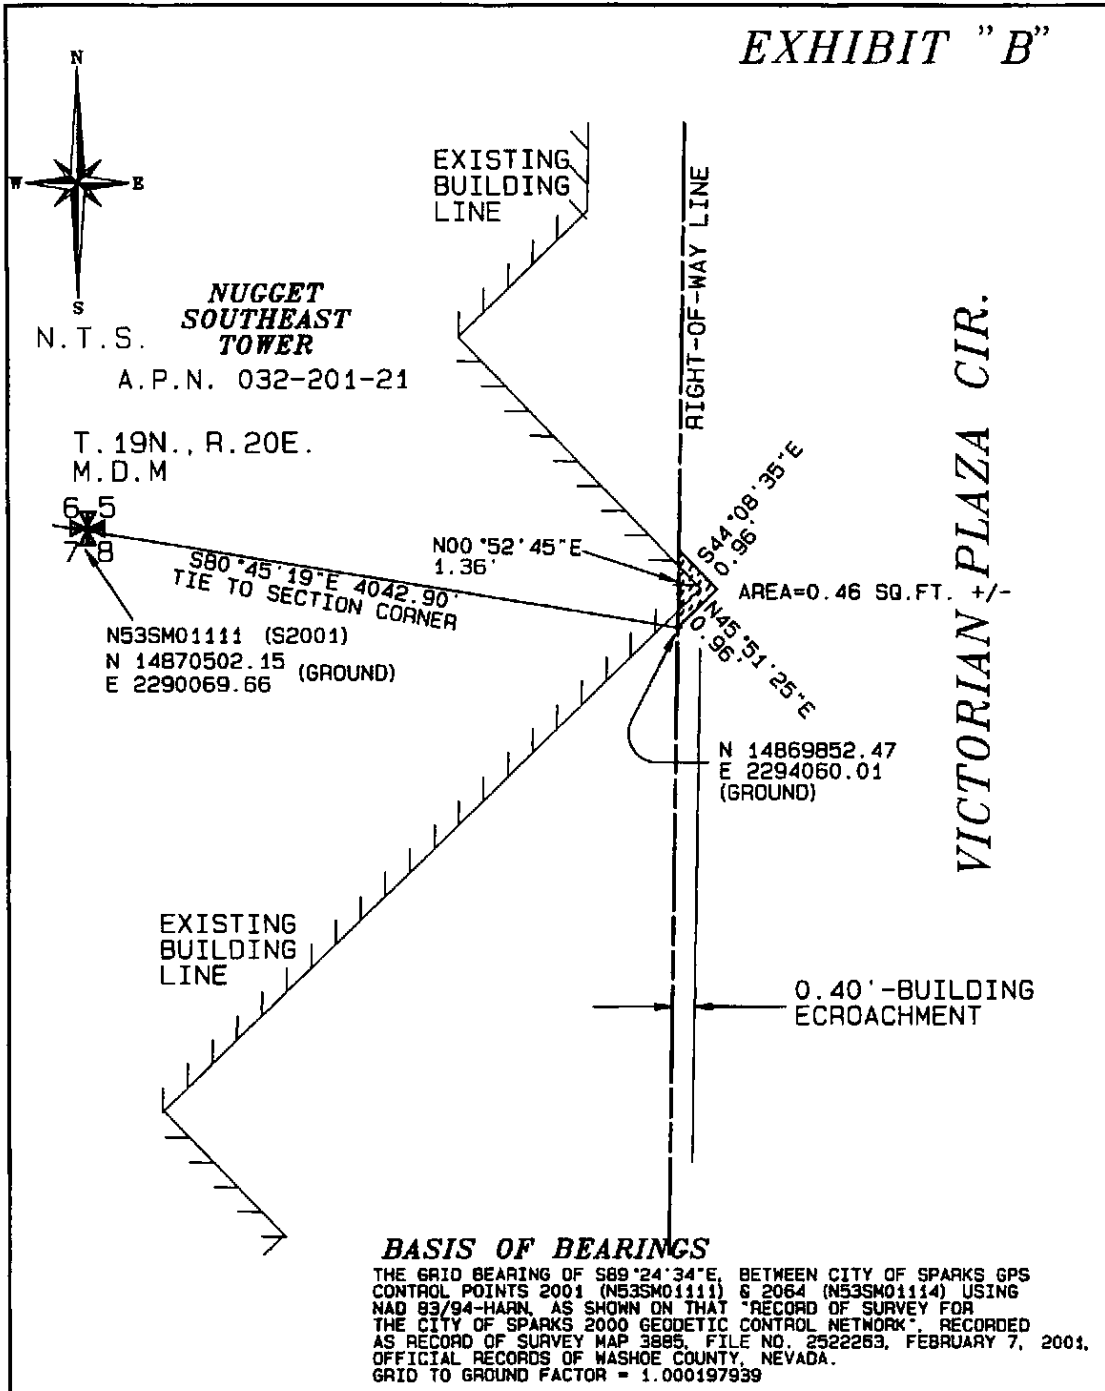 EXHIBIT "B"
N
W E
S
N.T.S.
EXISTING
BUILDING
LINE
RIGHT-OF-WAY LINE
NUGGET
SOUTHEAST
TOWER
A.P.N. 032-201-21
T.19N., R.20E.
M.D.M
6 5
7 8
S80°45'19"E 4042.90'
TIE TO SECTION CORNER
N53SM01111 (S2001)
N 14870502.15
E 2290069.66
(GROUND)
N00°52'45"E
1.36'
S44°08'35"E
0.96'
AREA=0.46 SQ.FT. +/-
N45°51'25"E
0.96'
N 14869852.47
E 2294060.01
(GROUND)
VICTORIAN PLAZA CIR.
EXISTING
BUILDING
LINE
0.40'-BUILDING
ECROACHMENT
BASIS OF BEARINGS
THE GRID BEARING OF S89°24'34"E, BETWEEN CITY OF SPARKS GPS
CONTROL POINTS 2001 (N53SM01111) & 2064 (N53SM01114) USING
NAD 83/94-HARN, AS SHOWN ON THAT "RECORD OF SURVEY FOR
THE CITY OF SPARKS 2000 GEODETIC CONTROL NETWORK", RECORDED
AS RECORD OF SURVEY MAP 3885, FILE NO. 2522263, FEBRUARY 7, 2001,
OFFICIAL RECORDS OF WASHOE COUNTY, NEVADA.
GRID TO GROUND FACTOR = 1.000197939